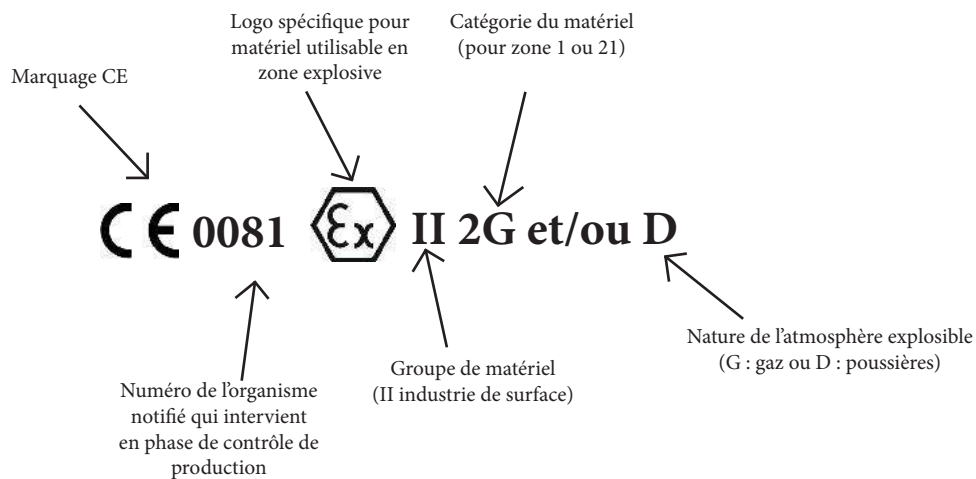 Logo spécifique pour
matériel utilisable en
zone explosive
Catégorie du matériel
(pour zone 1 ou 21)
Marquage CE
CE 0081 Ex II 2G et/ou D
Nature de l'atmosphère explosible
(G : gaz ou D : poussières)
Groupe de matériel
(II industrie de surface)
Numéro de l'organisme
notifié qui intervient
en phase de contrôle de
production